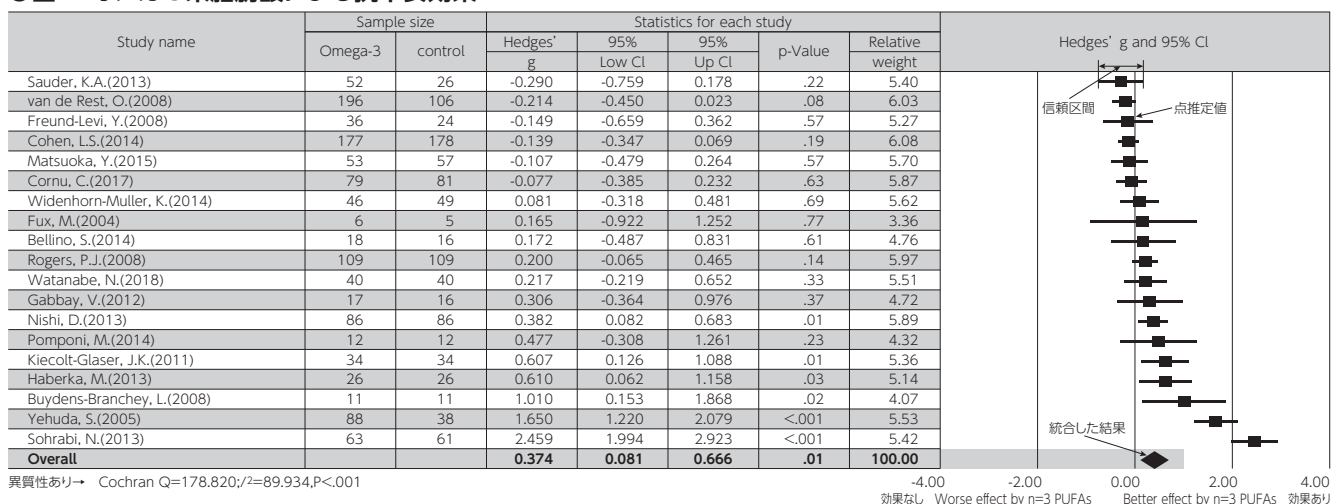 Study name Sample size Statistics for each study Hedges' g and 95% Cl
Omega-3 control Hedges' g 95% Low Cl 95% Up Cl p-Value Relative weight
Sauder, K.A.(2013) 52 26 -0.290 -0.759 0.178 .22 5.40
van de Rest, O.(2008) 196 106 -0.214 -0.450 0.023 .08 6.03
信頼区間 点推定値
Freund-Levi, Y.(2008) 36 24 -0.149 -0.659 0.362 .57 5.27
Cohen, L.S.(2014) 177 178 -0.139 -0.347 0.069 .19 6.08
Matsuoka, Y.(2015) 53 57 -0.107 -0.479 0.264 .57 5.70
Cornu, C.(2017) 79 81 -0.077 -0.385 0.232 .63 5.87
Widenhorn-Muller, K.(2014) 46 49 0.081 -0.318 0.481 .69 5.62
Fux, M.(2004) 6 5 0.165 -0.922 1.252 .77 3.36
Bellino, S.(2014) 18 16 0.172 -0.487 0.831 .61 4.76
Rogers, P.J.(2008) 109 109 0.200 -0.065 0.465 .14 5.97
Watanabe, N.(2018) 40 40 0.217 -0.219 0.652 .33 5.51
Gabbay, V.(2012) 17 16 0.306 -0.364 0.976 .37 4.72
Nishi, D.(2013) 86 86 0.382 0.082 0.683 .01 5.89
Pomponi, M.(2014) 12 12 0.477 -0.308 1.261 .23 4.32
Kiecolt-Glaser, J.K.(2011) 34 34 0.607 0.126 1.088 .01 5.36
Haberka, M.(2013) 26 26 0.610 0.062 1.158 .03 5.14
Buydens-Branchey, L.(2008) 11 11 1.010 0.153 1.868 .02 4.07
Yehuda, S.(2005) 88 38 1.650 1.220 2.079 <.001 5.53
統合した結果
Sohrabi, N.(2013) 63 61 2.459 1.994 2.923 <.001 5.42
Overall 0.374 0.081 0.666 .01 100.00
異質性あり→ Cochran Q=178.820;/²=89.934,P<.001
-4.00 -2.00 0.00 2.00 4.00
効果なし Worse effect by n=3 PUFAs Better effect by n=3 PUFAs 効果あり